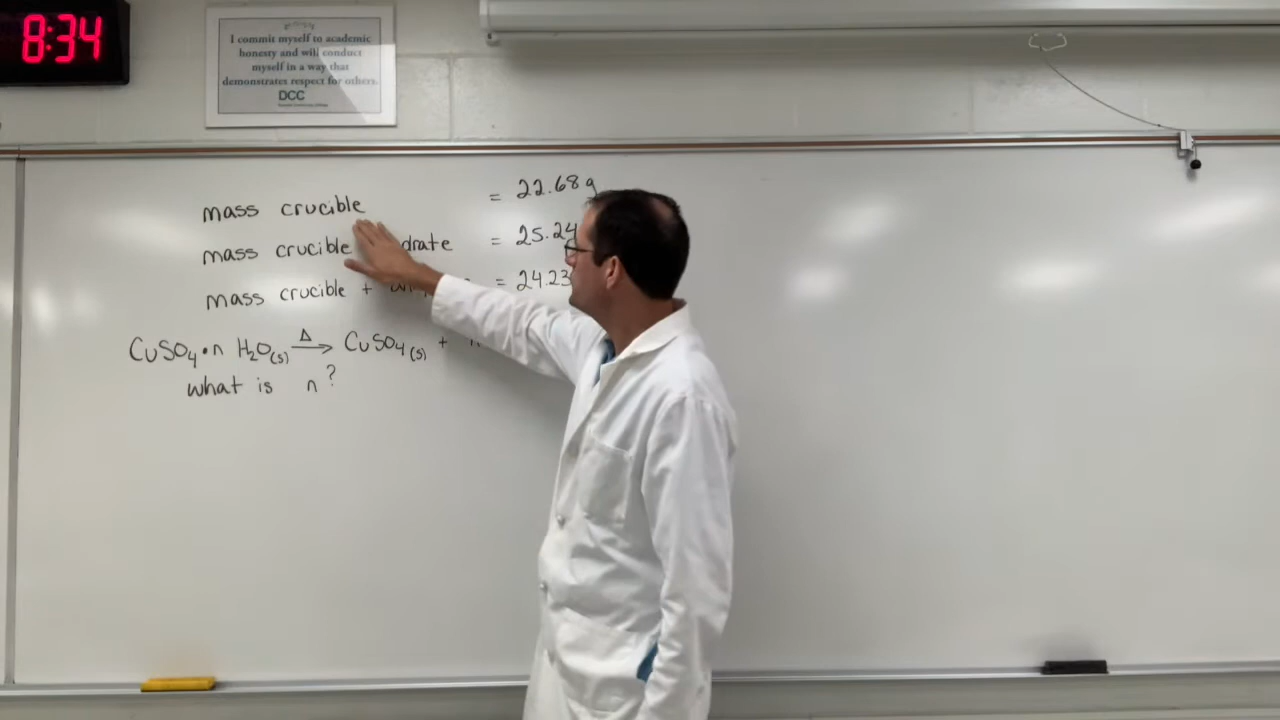 8:34
I commit myself to academic
honesty and will conduct
myself in a way that
demonstrates respect for others.
DCC
mass crucible = 22.68 g
mass crucible drate = 25.24
mass crucible + = 24.23
CuSO₄•n H₂O(s) Δ→ CuSO₄(s) +
what is n?